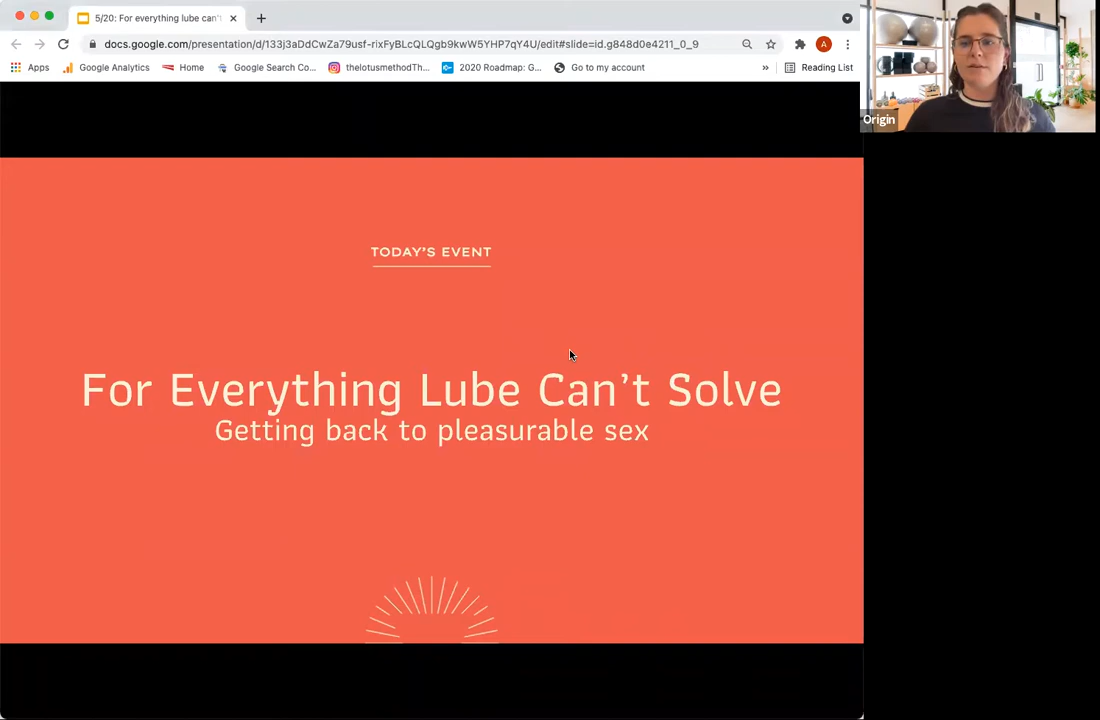 5/20: For everything lube can't
docs.google.com/presentation/d/133j3aDdCwZa79usf-rixFyBLcQLQgb9kwW5YHP7qY4U/edit#slide=id.g848d0e4211_0_9
A
Apps
Google Analytics
Home
Google Search Co...
thelotusmethodTh...
2020 Roadmap: G...
Go to my account
»
Reading List
Origin
TODAY'S EVENT
For Everything Lube Can't Solve
Getting back to pleasurable sex